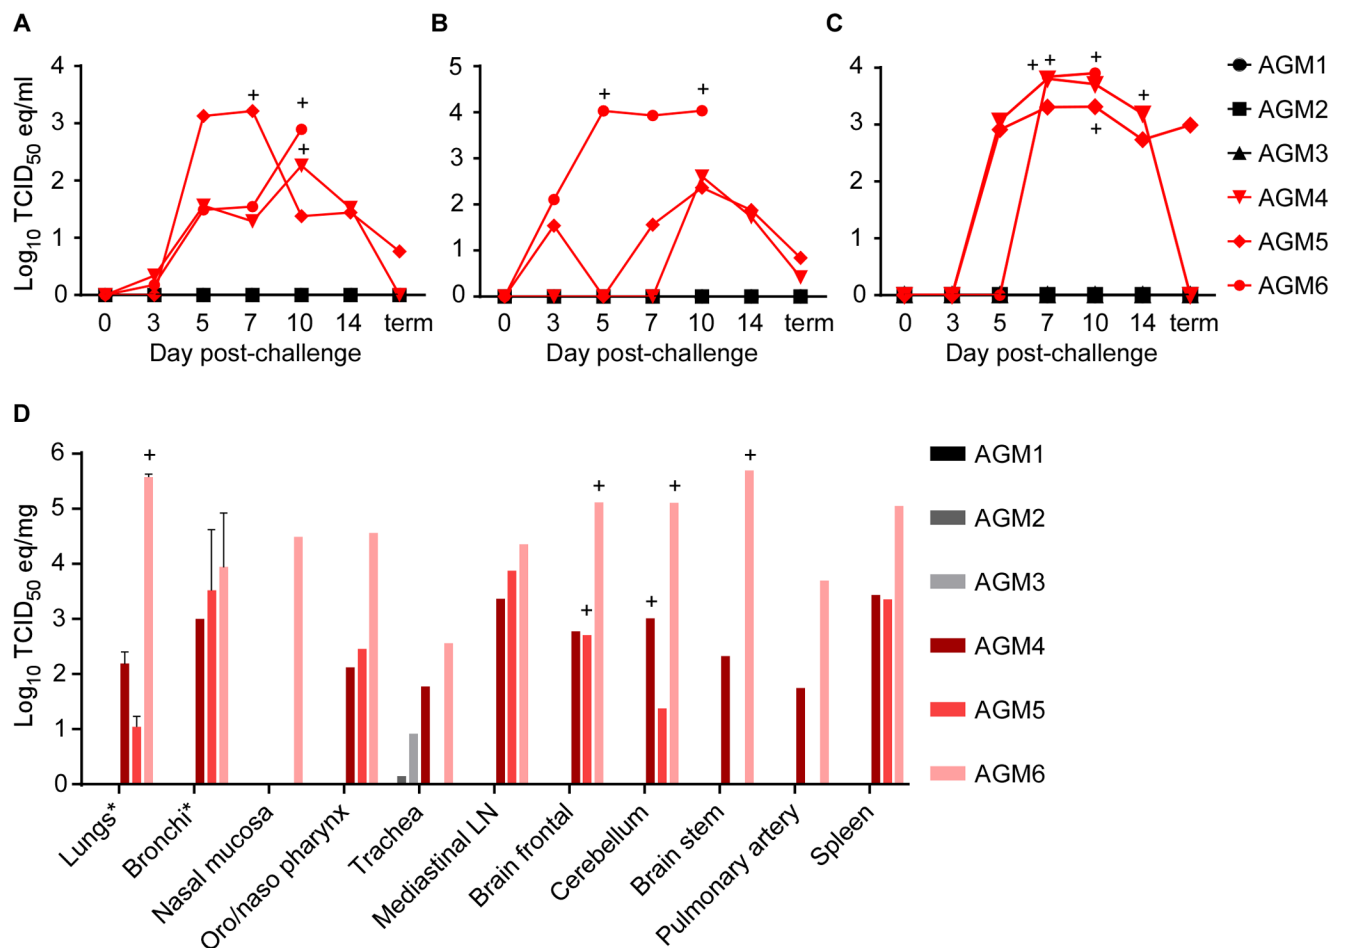 A
B
C
Log10 TCID50 eq/ml
4
3
2
1
0
+
+
+
0 3 5 7 10 14 term
Day post-challenge
5
4
3
2
1
0
+
+
0 3 5 7 10 14 term
Day post-challenge
4
3
2
1
0
+ +
+
+
+
0 3 5 7 10 14 term
Day post-challenge
AGM1
AGM2
AGM3
AGM4
AGM5
AGM6
D
Log10 TCID50 eq/mg
6
5
4
3
2
1
0
+
+
+
+
+
+
Lungs*
Bronchi*
Nasal mucosa
Oro/naso pharynx
Trachea
Mediastinal LN
Brain frontal
Cerebellum
Brain stem
Pulmonary artery
Spleen
AGM1
AGM2
AGM3
AGM4
AGM5
AGM6